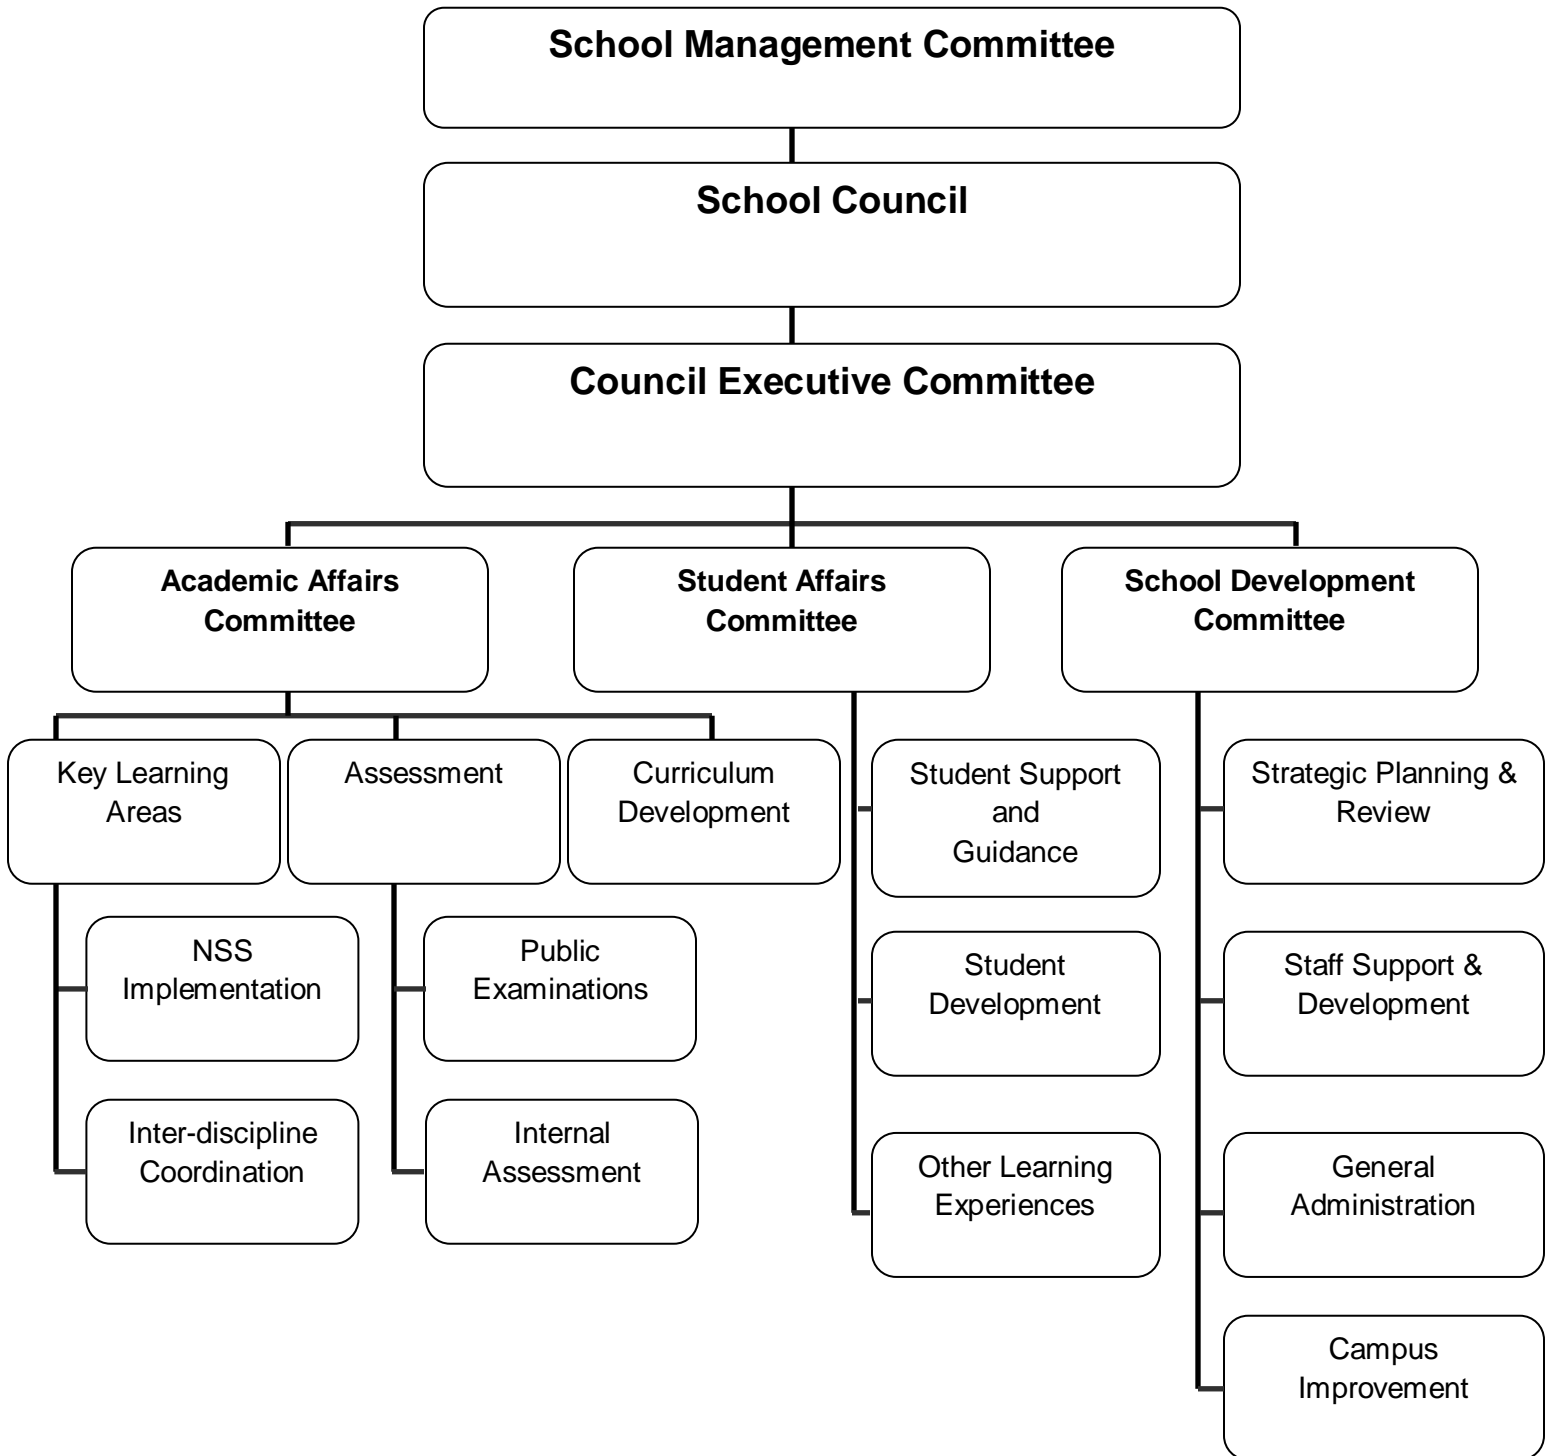 School Management Committee
School Council
Council Executive Committee
Academic Affairs
Committee
Student Affairs
Committee
School Development
Committee
Key Learning
Areas
Assessment
Curriculum
Development
Student Support
and
Guidance
Strategic Planning &
Review
NSS
Implementation
Public
Examinations
Student
Development
Staff Support &
Development
Inter-discipline
Coordination
Internal
Assessment
Other Learning
Experiences
General
Administration
Campus
Improvement